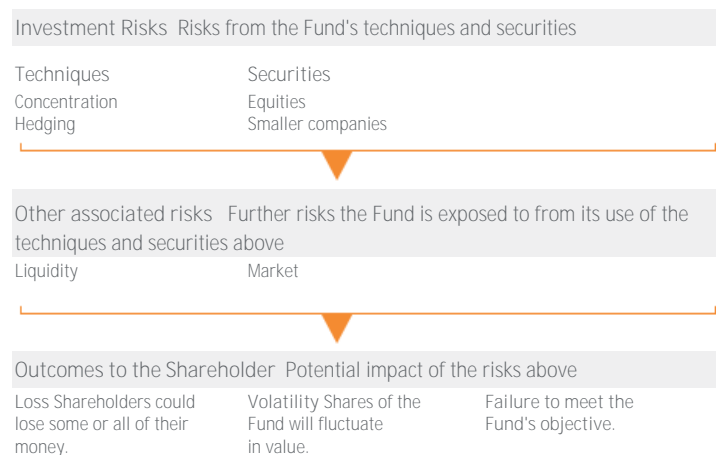 Investment Risks Risks from the Fund's techniques and securities
Techniques Securities
Concentration Equities
Hedging Smaller companies
Other associated risks Further risks the Fund is exposed to from its use of the
techniques and securities above
Liquidity Market
Outcomes to the Shareholder Potential impact of the risks above
Loss Shareholders could
lose some or all of their
money.
Volatility Shares of the
Fund will fluctuate
in value.
Failure to meet the
Fund's objective.